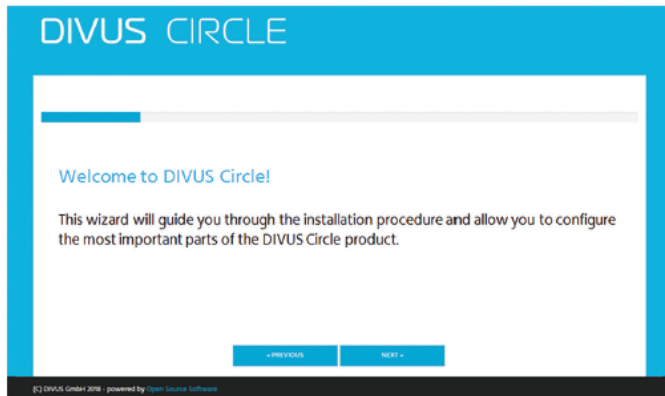 DIVUS CIRCLE
Welcome to DIVUS Circle!
This wizard will guide you through the installation procedure and allow you to configure
the most important parts of the DIVUS Circle product.
« PREVIOUS NEXT »
(C) DIVUS GmbH 2018 - powered by Open Source Software